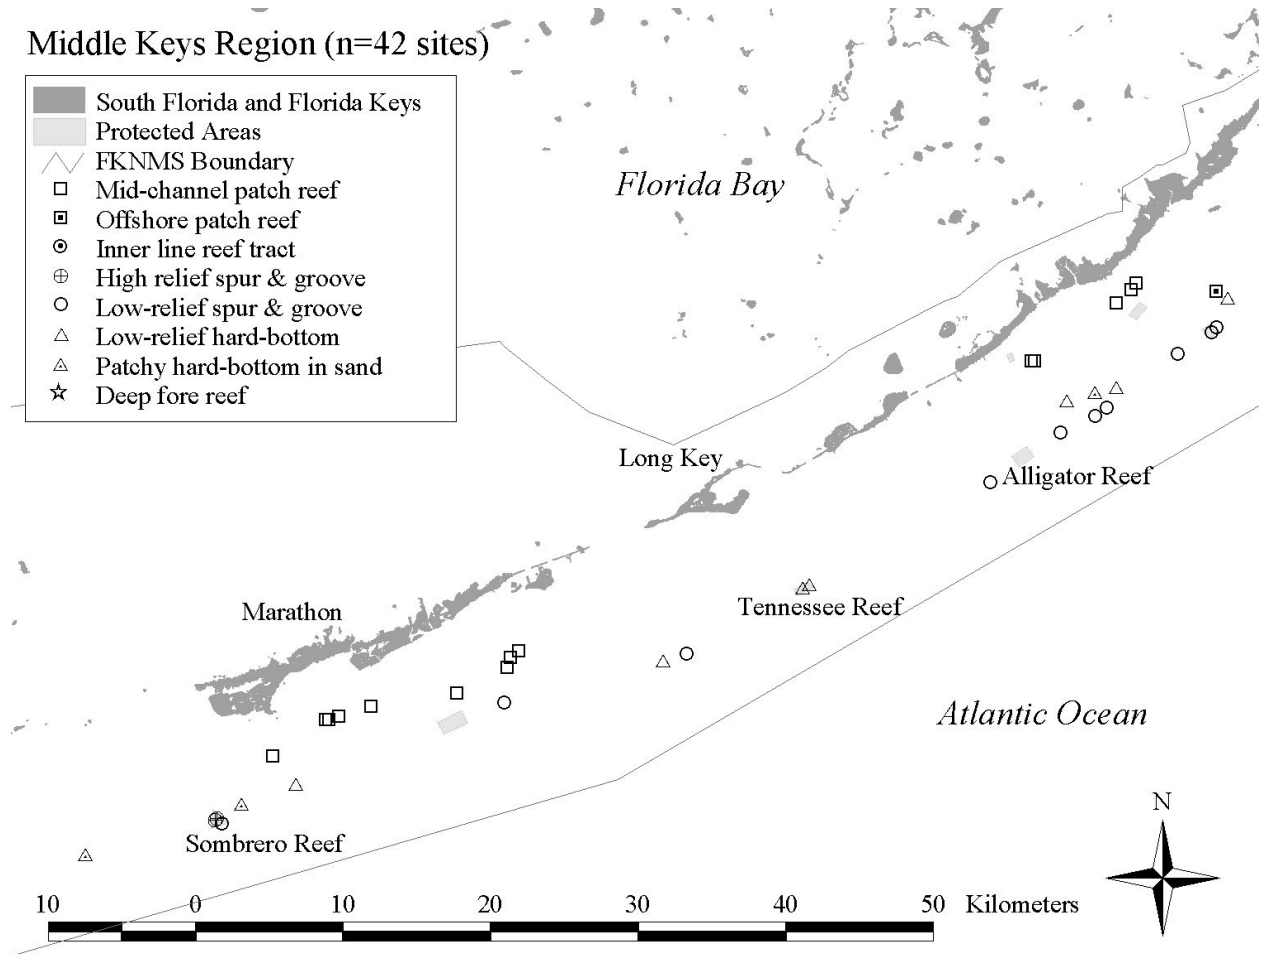 Middle Keys Region (n=42 sites)
South Florida and Florida Keys
Protected Areas
FKNMS Boundary
Mid-channel patch reef
Offshore patch reef
Inner line reef tract
High relief spur & groove
Low-relief spur & groove
Low-relief hard-bottom
Patchy hard-bottom in sand
Deep fore reef
Florida Bay
Long Key
Alligator Reef
Marathon
Tennessee Reef
Atlantic Ocean
N
Sombrero Reef
10 0 10 20 30 40 50 Kilometers